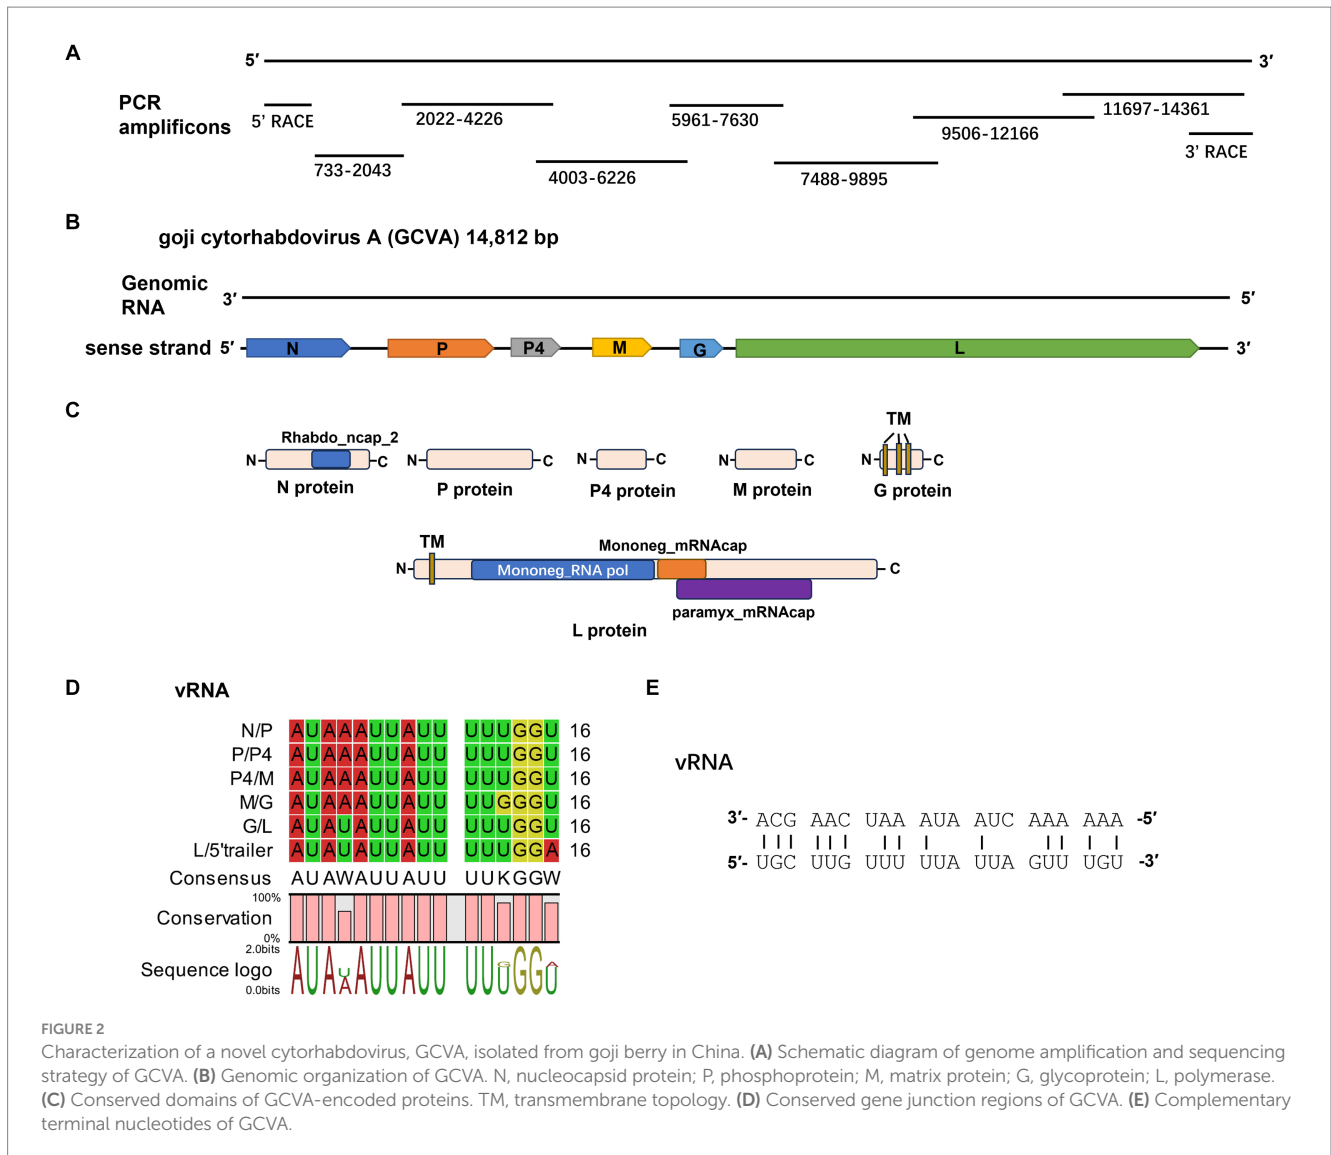 A
5′
3′
PCR
amplificons
5’ RACE
2022-4226
5961-7630
11697-14361
9506-12166
3’ RACE
733-2043
4003-6226
7488-9895
B
goji cytorhabdovirus A (GCVA) 14,812 bp
Genomic
RNA
3′
5′
sense strand 5′
N
P
P4
M
G
L
3′
C
TM
Rhabdo_ncap_2
N
C
N
C
N
C
N
C
N
C
N protein
P protein
P4 protein
M protein
G protein
TM
Mononeg_mRNAcap
N
Mononeg_RNA pol
C
paramyx_mRNAcap
L protein
D
vRNA
N/P AUAAAUUAUU UUUGGU 16
P/P4 AUAAAUUAUU UUUGGU 16
P4/M AUAAAUUAUU UUUGGU 16
M/G AUAAAUUAUU UUGGGU 16
G/L AUAUAUUAUU UUUGGU 16
L/5'trailer AUAUAUUAUU UUUGGA 16
Consensus AUAWAUUAUU UUKGGW
100%
Conservation
0%
2.0bits
Sequence logo
0.0bits
E
vRNA
3′- ACG AAC UAA AUA AUC AAA AAA -5′
5′- UGC UUG UUU UUA UUA GUU UGU -3′
FIGURE 2
Characterization of a novel cytorhabdovirus, GCVA, isolated from goji berry in China. (A) Schematic diagram of genome amplification and sequencing
strategy of GCVA. (B) Genomic organization of GCVA. N, nucleocapsid protein; P, phosphoprotein; M, matrix protein; G, glycoprotein; L, polymerase.
(C) Conserved domains of GCVA-encoded proteins. TM, transmembrane topology. (D) Conserved gene junction regions of GCVA. (E) Complementary
terminal nucleotides of GCVA.